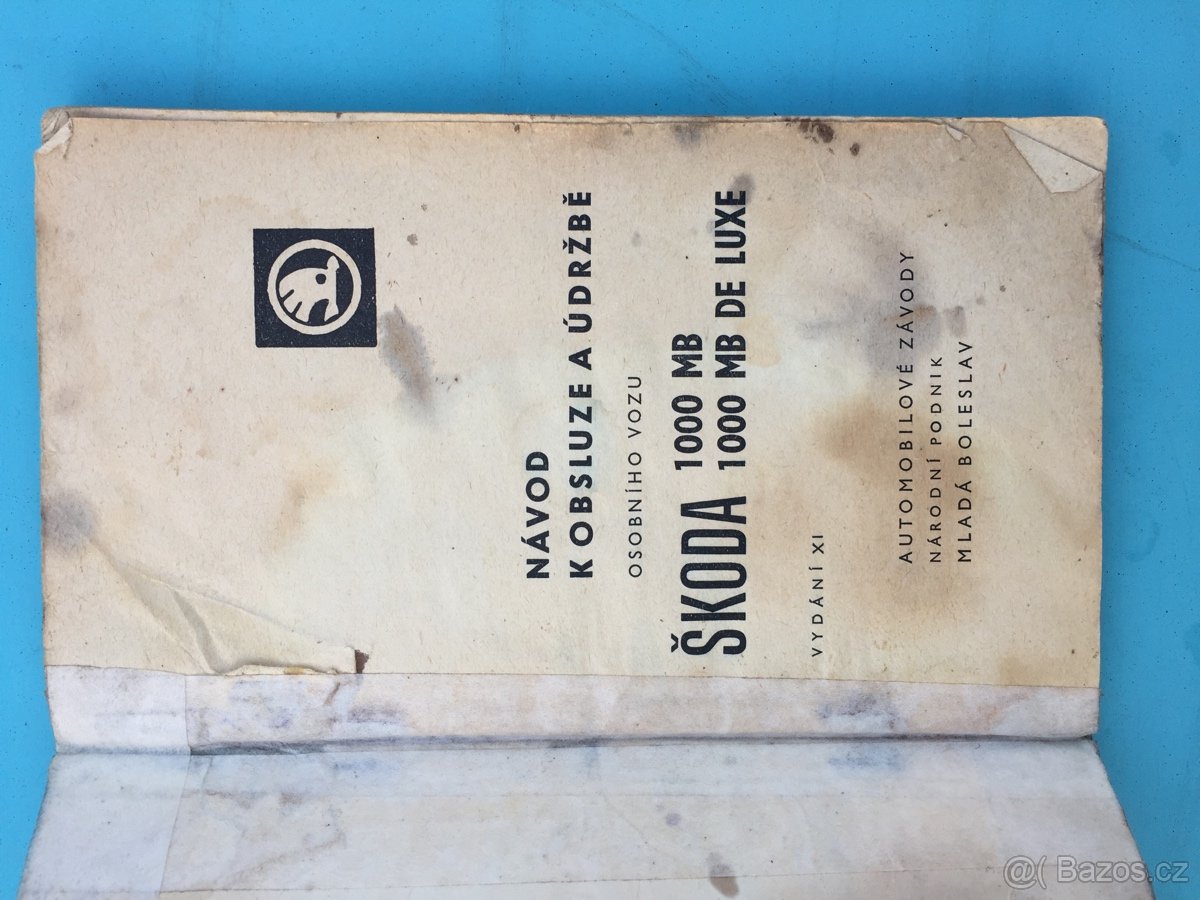 NÁVOD
K OBSLUZE A ÚDRŽBĚ
OSOBNÍHO VOZU
ŠKODA 1000 MB
1000 MB DE LUXE
VYDÁNÍ XI
AUTOMOBILOVÉ ZÁVODY
NÁRODNÍ PODNIK
MLADÁ BOLESLAV
@( Bazos.cz